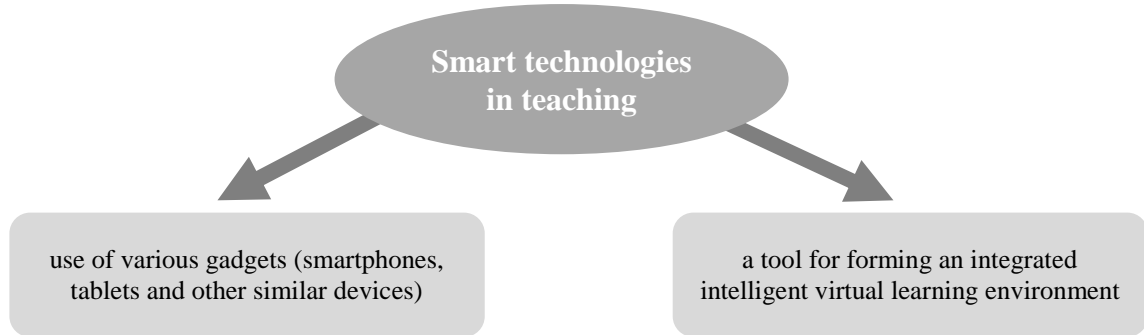 Smart technologies
in teaching
use of various gadgets (smartphones,
tablets and other similar devices)
a tool for forming an integrated
intelligent virtual learning environment